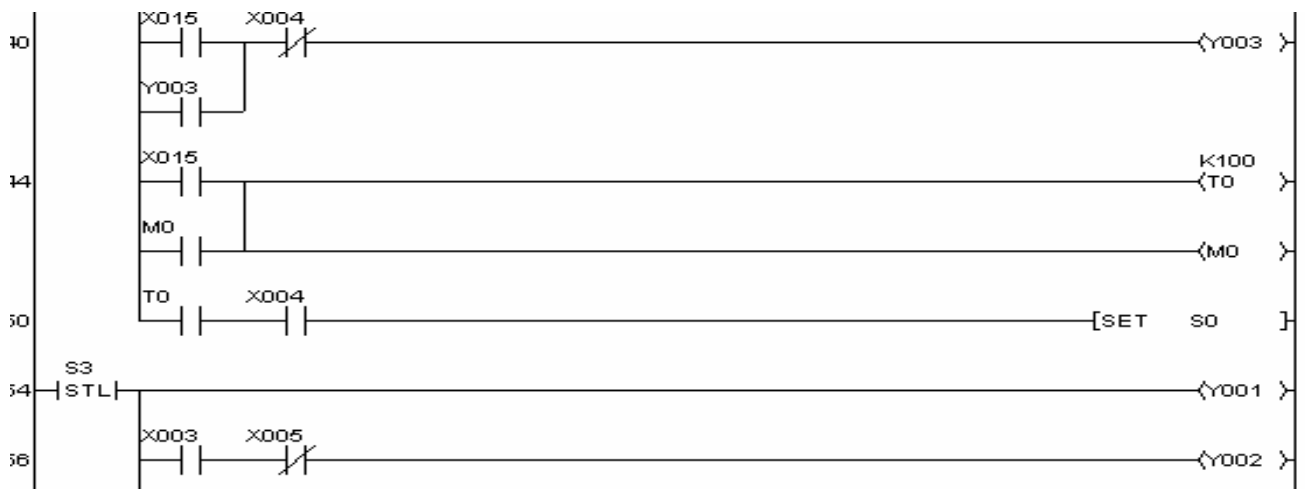 X015 X004
40 Y003
Y003
X015 K100
44 T0
M0
M0
T0 X004
50 SET S0
S3
54 STL Y001
X003 X005
56 Y002